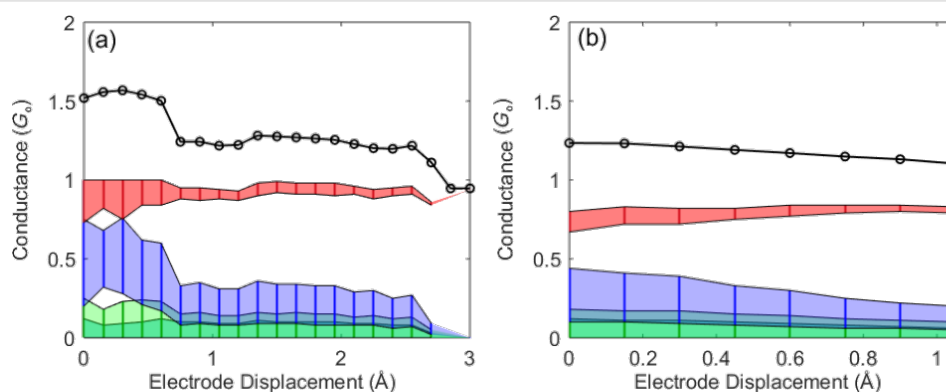 (a)
Conductance (G₀)
2
1.5
1
0.5
0
0 1 2 3
Electrode Displacement (Å)
(b)
Conductance (G₀)
2
1.5
1
0.5
0
0 0.2 0.4 0.6 0.8 1
Electrode Displacement (Å)